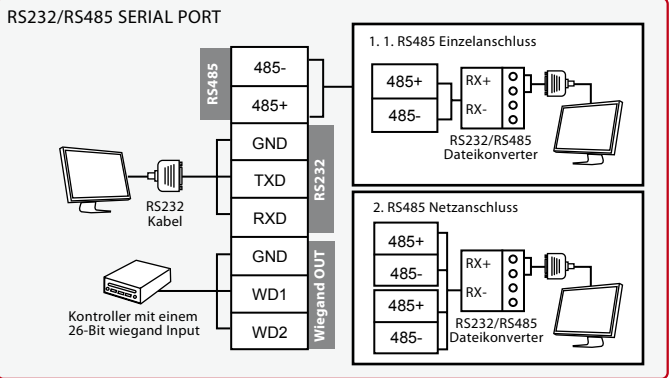 RS232/RS485 SERIAL PORT
RS485
485-
485+
GND
TXD
RXD
RS232
GND
WD1
WD2
Wiegand OUT
RS232
Kabel
Kontroller mit einem
26-Bit wiegand Input
1. 1. RS485 Einzelanschluss
485+
485-
RX+
RX-
RS232/RS485
Dateikonverter
2. RS485 Netzanschluss
485+
485-
485+
485-
RX+
RX-
RS232/RS485
Dateikonverter